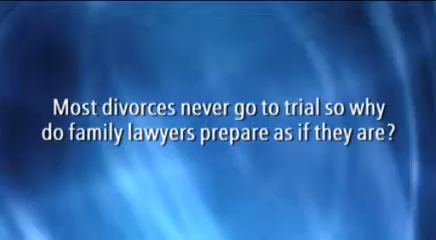 Most divorces never go to trial so why
do family lawyers prepare as if they are?